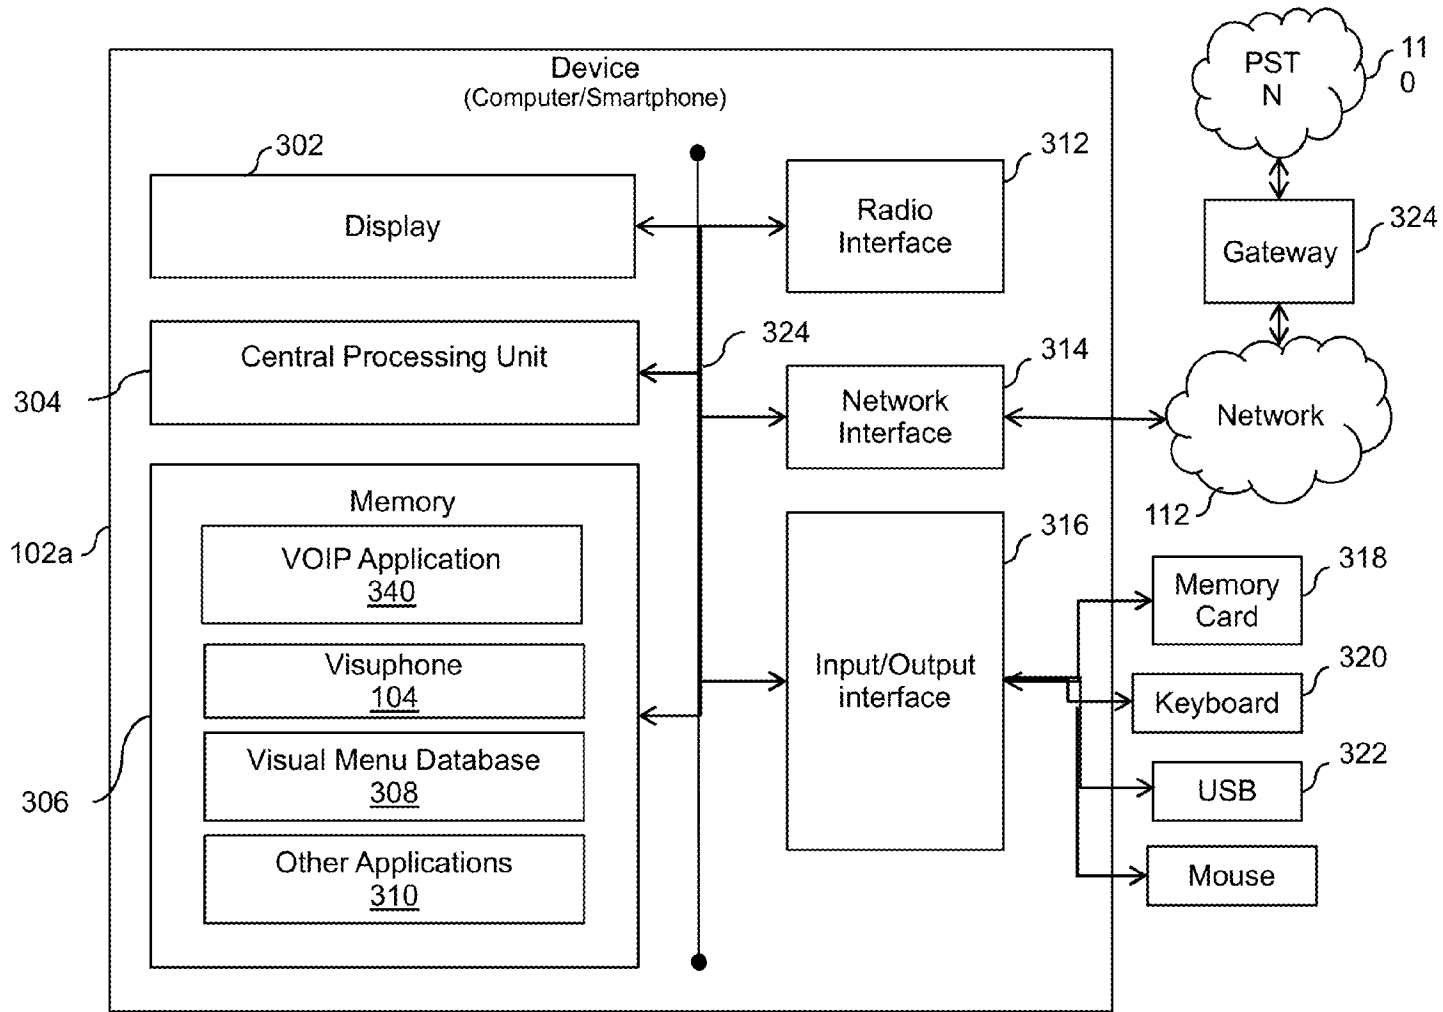 Device
(Computer/Smartphone)
302
Display
304
Central Processing Unit
102a
306
Memory
VOIP Application
340
Visuphone
104
Visual Menu Database
308
Other Applications
310
324
312
Radio
Interface
314
Network
Interface
316
Input/Output
interface
PST
N
11
0
Gateway
324
Network
112
Memory
Card
318
Keyboard
320
USB
322
Mouse